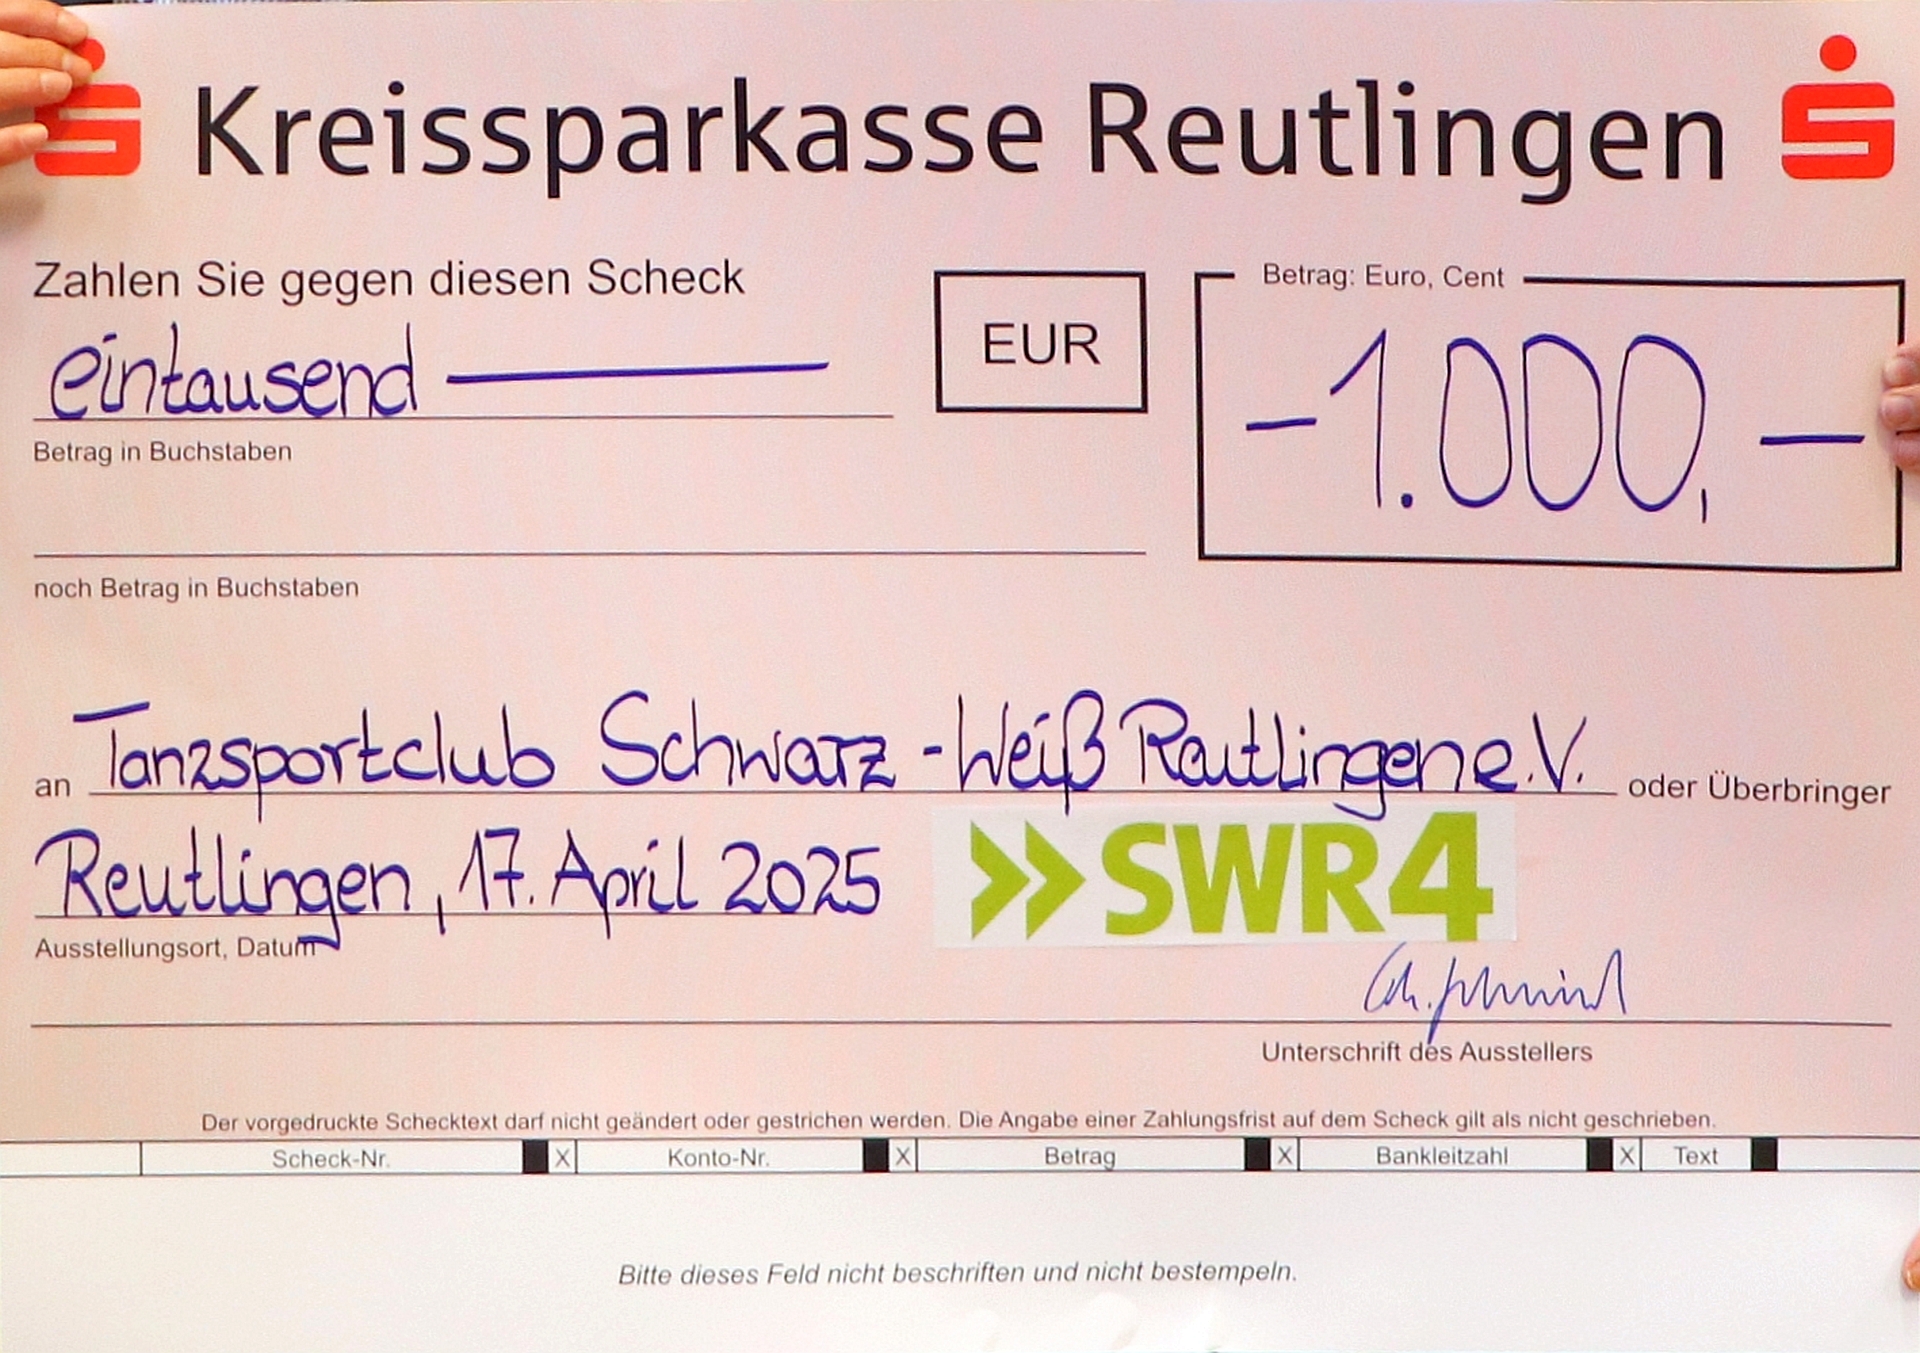 Kreissparkasse Reutlingen
Zahlen Sie gegen diesen Scheck
eintausend
Betrag in Buchstaben
EUR
Betrag: Euro, Cent
-1.000,-
noch Betrag in Buchstaben
an Tanzsportclub Schwarz-Weiß Reutlingen e.V. oder Überbringer
Reutlingen, 17. April 2025
SWR4
Ausstellungsort, Datum
Unterschrift des Ausstellers
Der vorgedruckte Schecktext darf nicht geändert oder gestrichen werden. Die Angabe einer Zahlungsfrist auf dem Scheck gilt als nicht geschrieben.
Scheck-Nr. X Konto-Nr. X Betrag X Bankleitzahl X Text
Bitte dieses Feld nicht beschriften und nicht bestempeln.